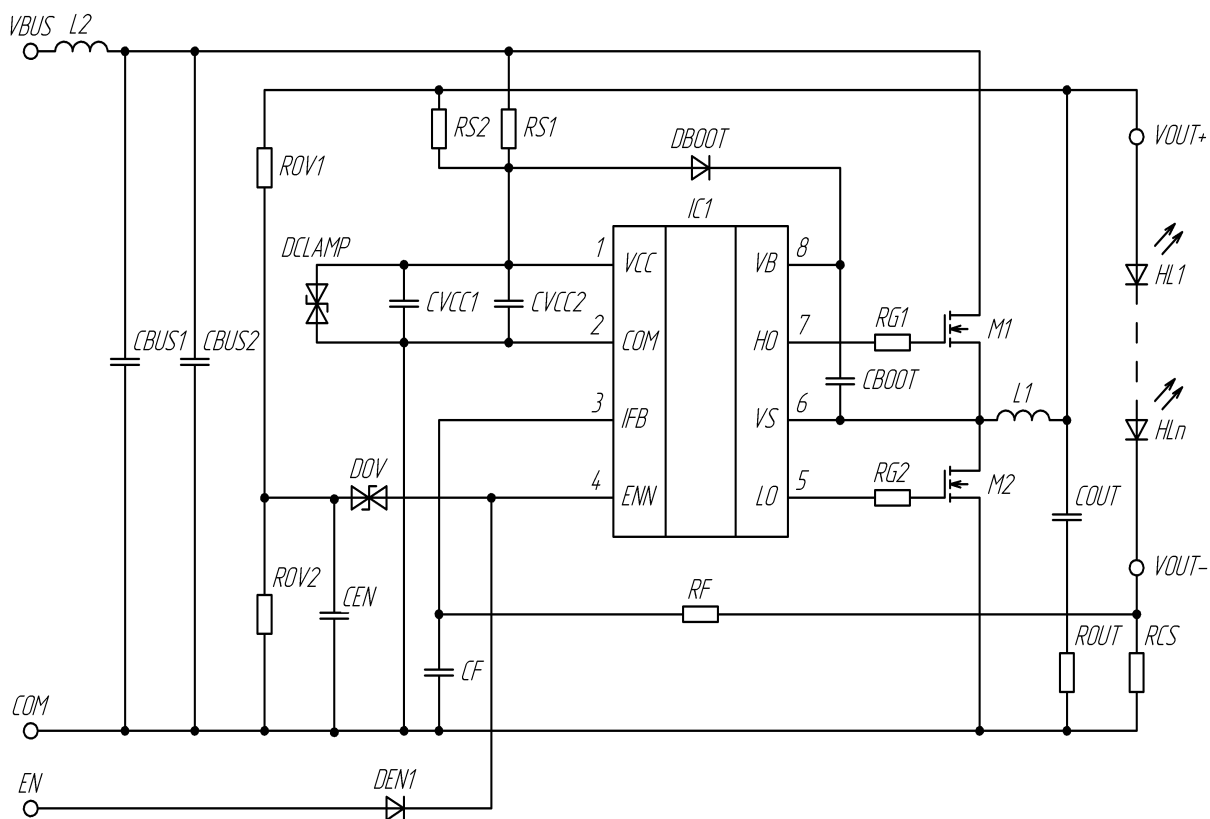 VBUS L2
RS2 RS1 DBOOT VOUT+
ROV1
IC1
DCLAMP 1 VCC VB 8 HL1
CVCC1 CVCC2
CBUS1 CBUS2 2 COM HO 7 RG1 M1
CBOOT
3 IFB VS 6 L1 HLn
DOV 4 ENN LO 5 RG2 M2 COUT
ROV2 CEN RF VOUT-
CF ROUT RCS
COM
EN DEN1